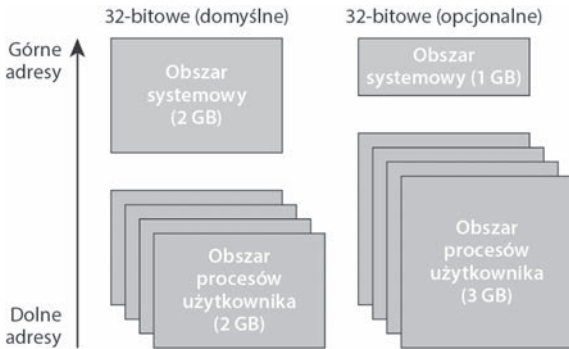 32-bitowe (domyślne)
32-bitowe (opcjonalne)
Górne
adresy
Obszar
systemowy
(2 GB)
Obszar
systemowy (1 GB)
Obszar
procesów
użytkownika
(2 GB)
Obszar
procesów
użytkownika
(3 GB)
Dolne
adresy